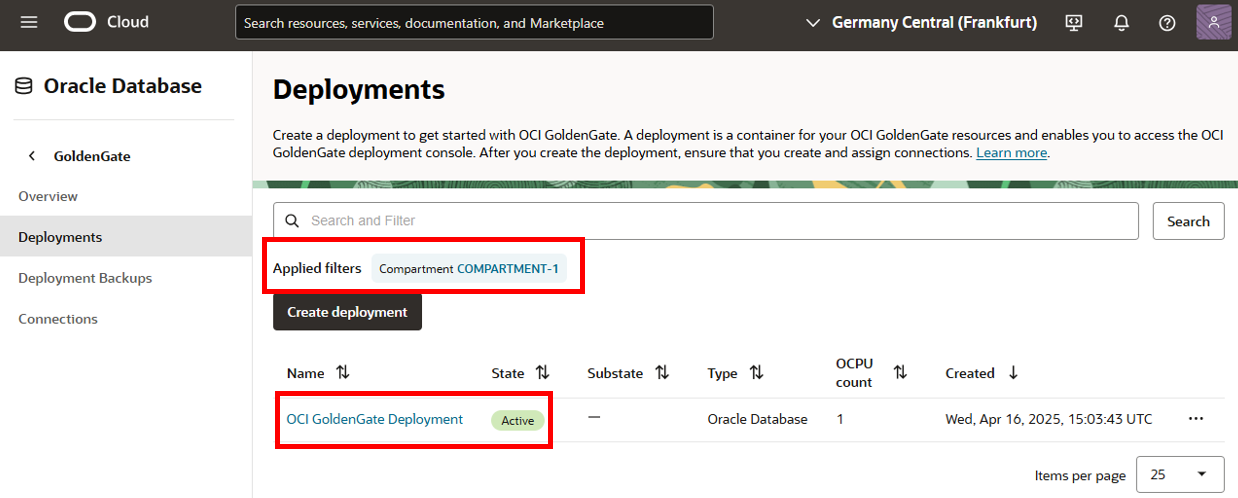 Cloud
Search resources, services, documentation, and Marketplace
Germany Central (Frankfurt)
Oracle Database
GoldenGate
Overview
Deployments
Deployment Backups
Connections
Deployments
Create a deployment to get started with OCI GoldenGate. A deployment is a container for your OCI GoldenGate resources and enables you to access the OCI
GoldenGate deployment console. After you create the deployment, ensure that you create and assign connections. Learn more.
Search and Filter
Search
Applied filters Compartment COMPARTMENT-1
Create deployment
Name State Substate Type OCPU count Created
OCI GoldenGate Deployment Active — Oracle Database 1 Wed, Apr 16, 2025, 15:03:43 UTC
Items per page 25